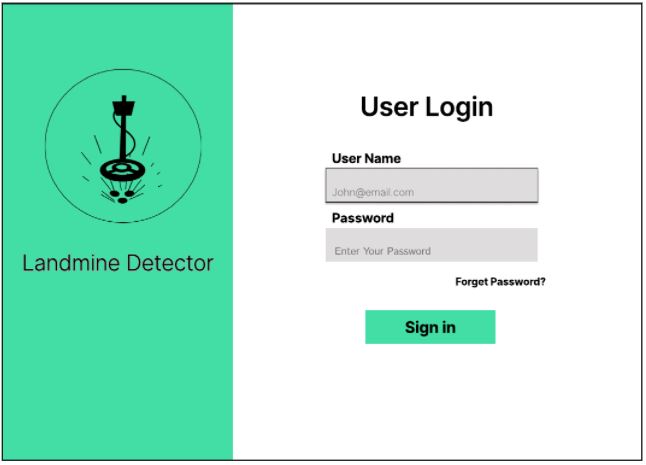 Landmine Detector
User Login
User Name
John@email.com
Password
Enter Your Password
Forget Password?
Sign in